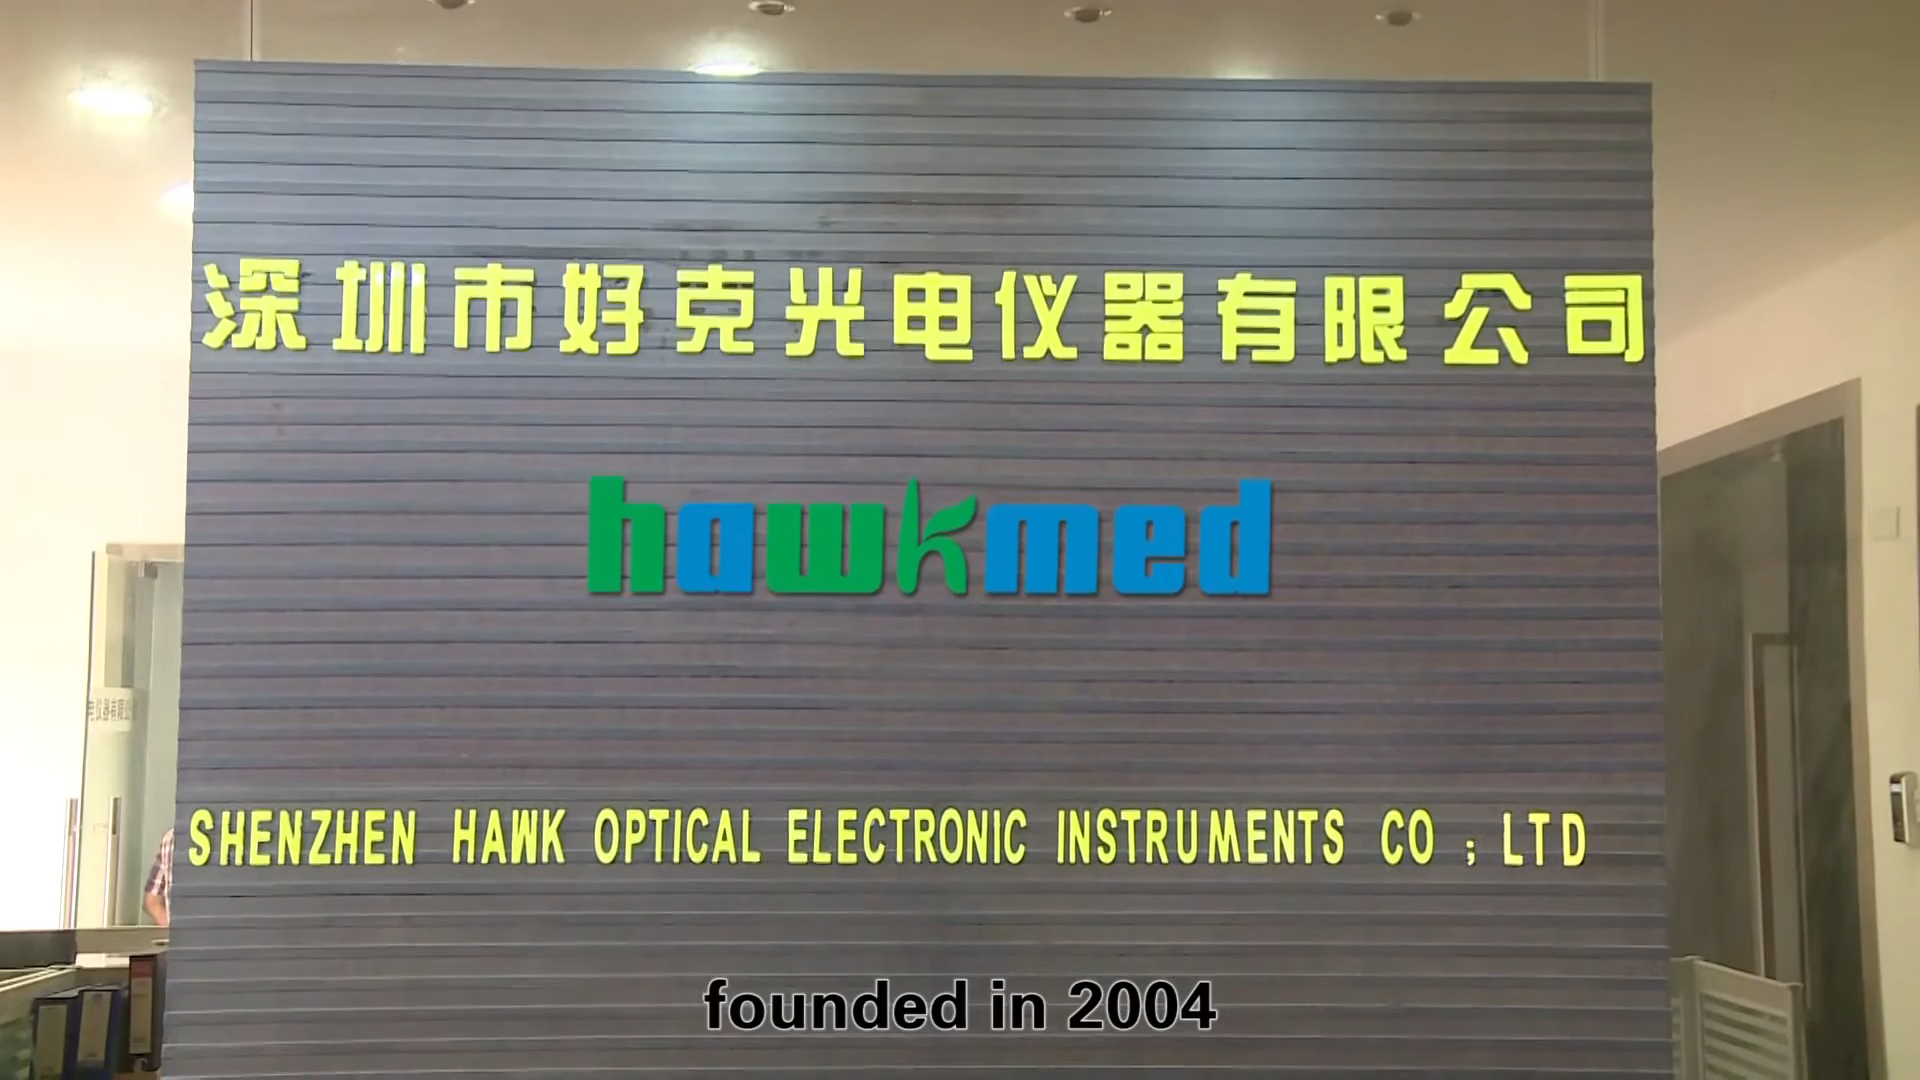 深圳市好克光电仪器有限公司
hawkmed
SHENZHEN HAWK OPTICAL ELECTRONIC INSTRUMENTS CO ; LTD
founded in 2004